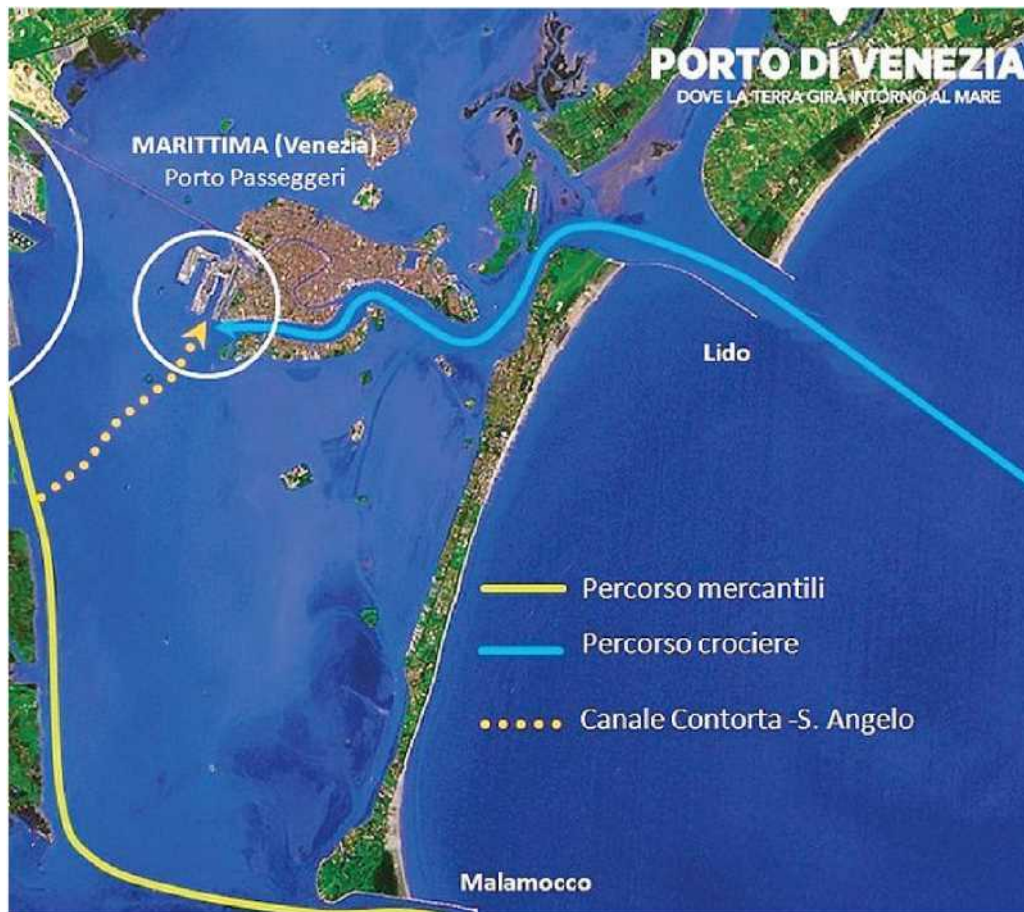 PORTO DI VENEZIA
DOVE LA TERRA GIRA INTORNO AL MARE
MARITTIMA (Venezia)
Porto Passeggeri
Lido
Percorso mercantili
Percorso crociere
Canale Contorta -S. Angelo
Malamocco